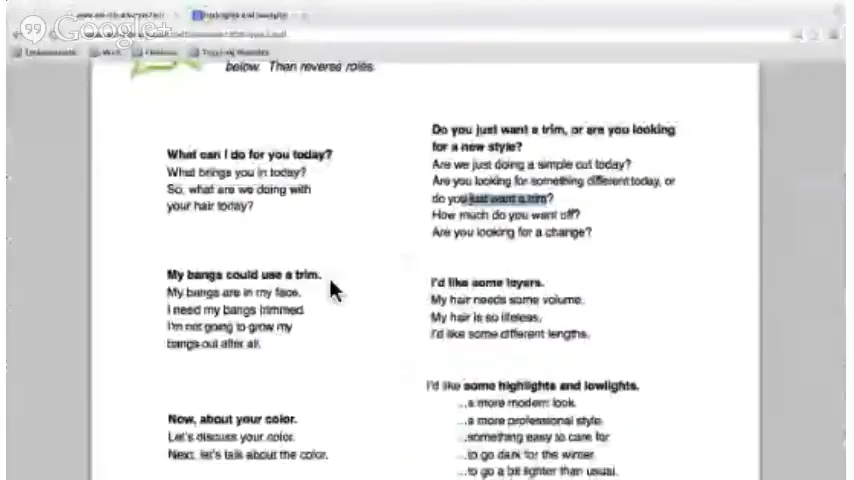 Highlights and lowlights
Google+
below. Then reverse roles.
What can I do for you today?
What brings you in today?
So, what are we doing with
your hair today?
Do you just want a trim, or are you looking
for a new style?
Are we just doing a simple cut today?
Are you looking for something different today, or
do you just want a trim?
How much do you want off?
Are you looking for a change?
My bangs could use a trim.
My bangs are in my face.
I need my bangs trimmed.
I'm not going to grow my
bangs out after all.
I'd like some layers.
My hair needs some volume.
My hair is so lifeless.
I'd like some different lengths.
Now, about your color.
Let's discuss your color.
Next, let's talk about the color.
I'd like some highlights and lowlights.
...a more modern look.
...a more professional style.
...something easy to care for
...to go dark for the winter.
...to go a bit lighter than usual.